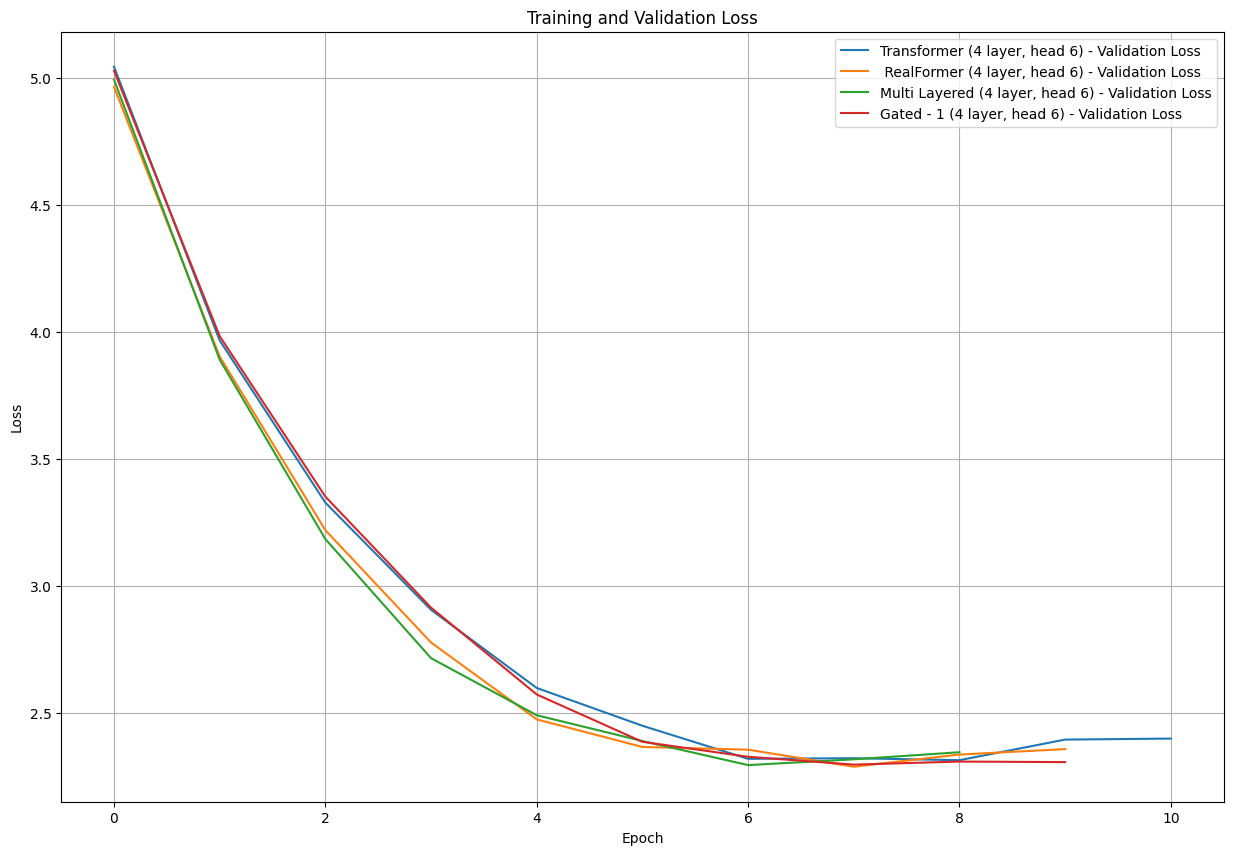 Training and Validation Loss
Transformer (4 layer, head 6) - Validation Loss
RealFormer (4 layer, head 6) - Validation Loss
Multi Layered (4 layer, head 6) - Validation Loss
Gated - 1 (4 layer, head 6) - Validation Loss
5.0
4.5
4.0
3.5
3.0
2.5
Loss
0 2 4 6 8 10
Epoch